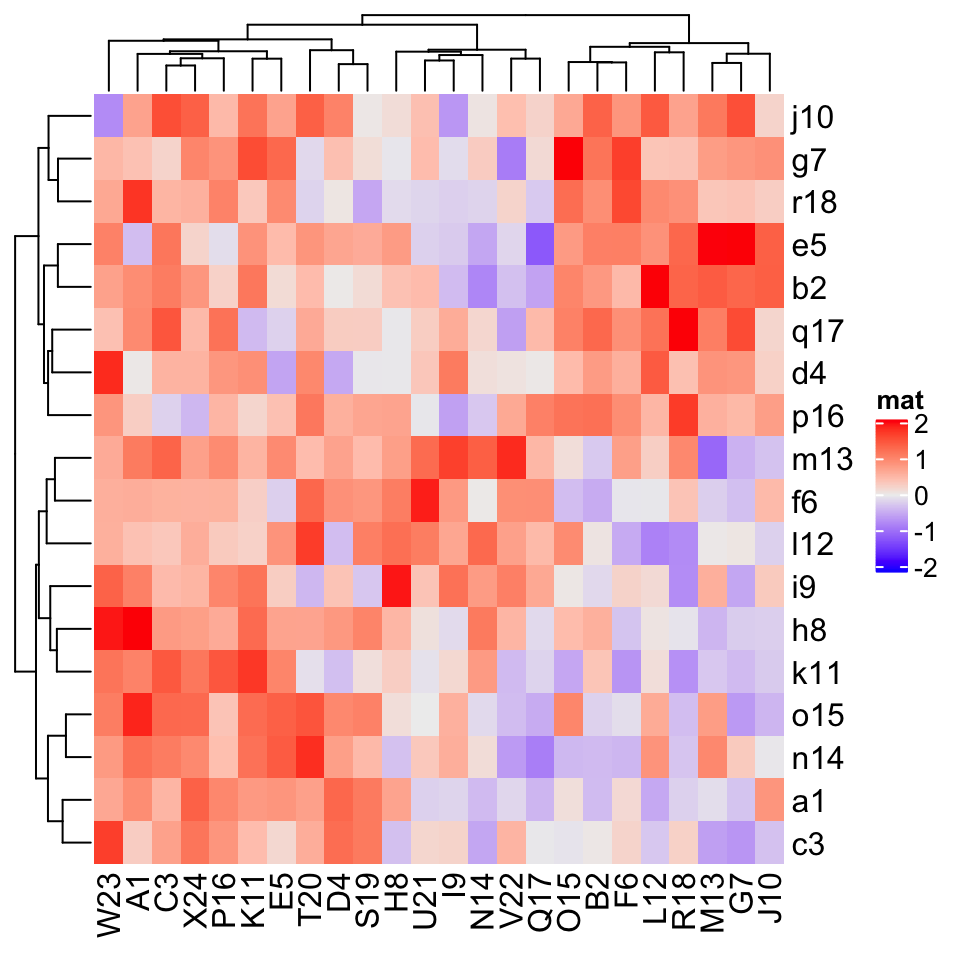 j10
g7
r18
e5
b2
q17
d4
p16
m13
f6
l12
i9
h8
k11
o15
n14
a1
c3
mat
2
1
0
-1
-2
W23 A1 C3 X24 P16 K11 E5 T20 D4 S19 H8 U21 I9 N14 V22 Q17 O15 B2 F6 L12 R18 M13 G7 J10